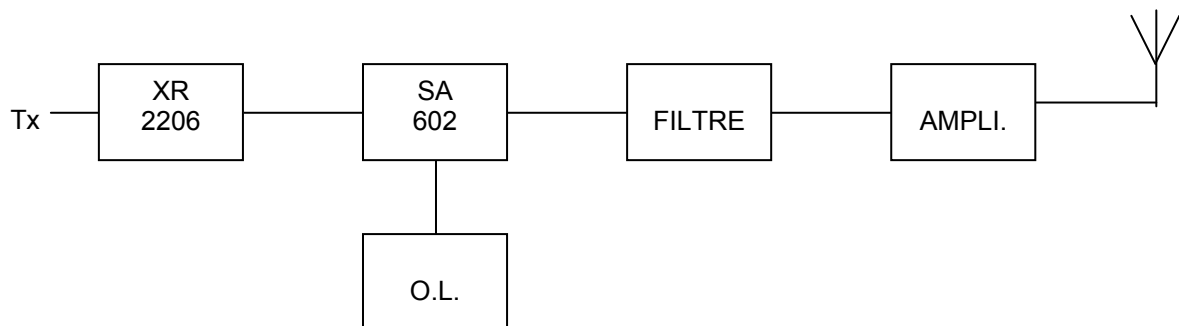 Tx
XR
2206
SA
602
FILTRE
AMPLI.
O.L.